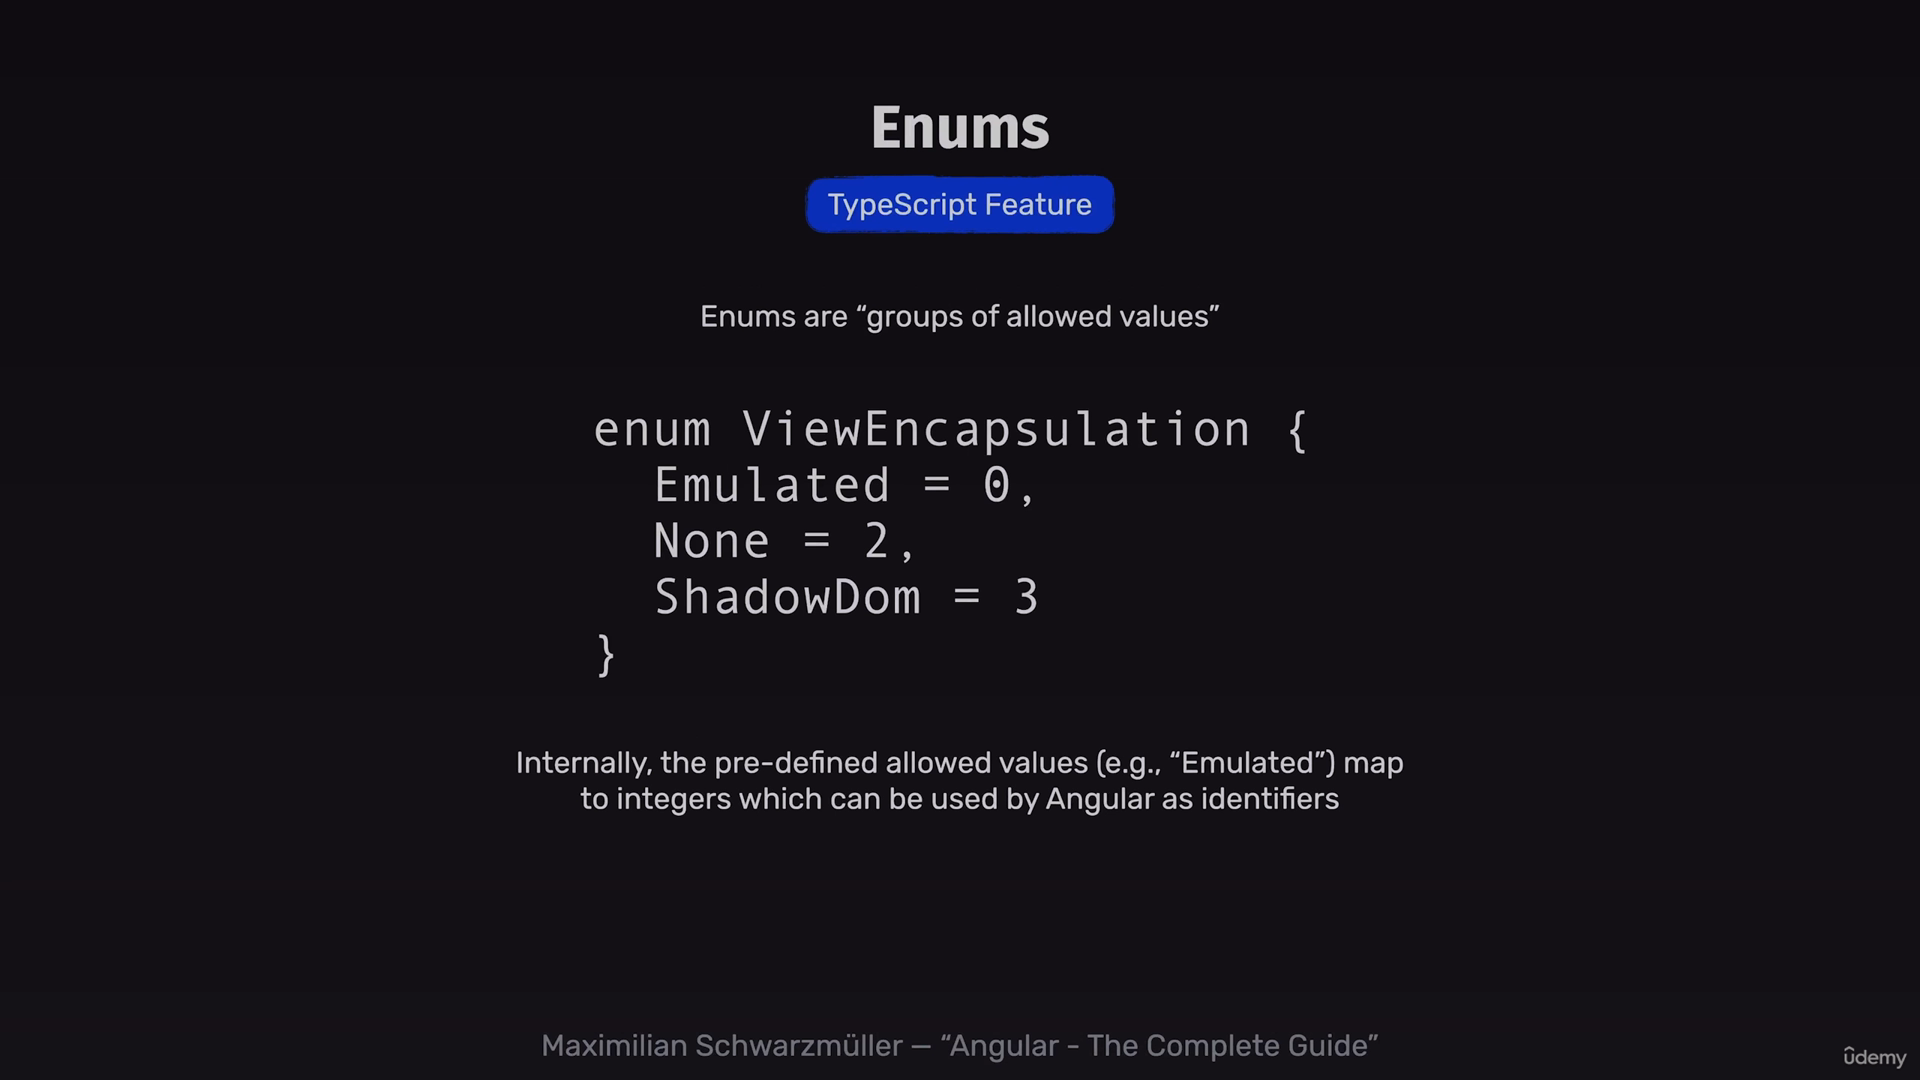 Enums
TypeScript Feature
Enums are “groups of allowed values”
enum ViewEncapsulation {
  Emulated = 0,
  None = 2,
  ShadowDom = 3
}
Internally, the pre-defined allowed values (e.g., “Emulated”) map
to integers which can be used by Angular as identifiers
Maximilian Schwarzmüller — “Angular - The Complete Guide”
ûdemy